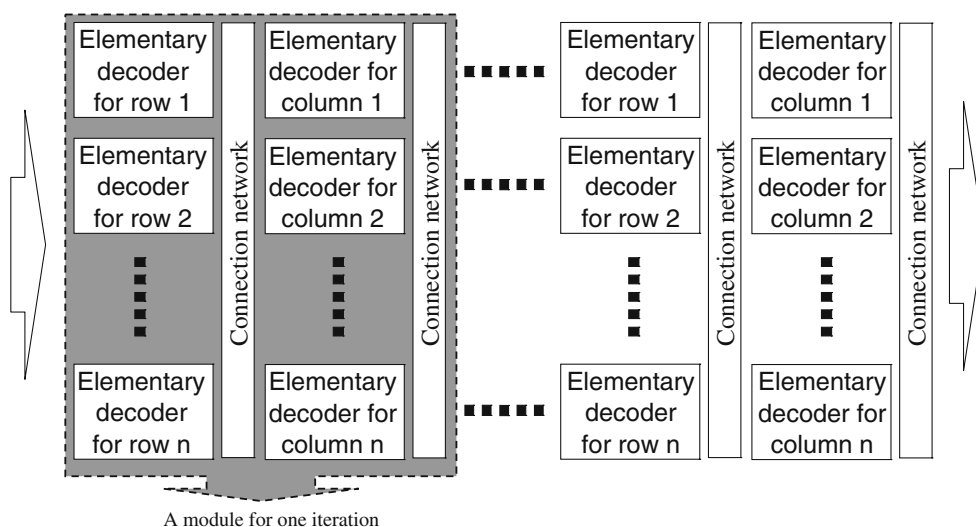 Elementary
decoder
for row 1
Connection network
Elementary
decoder for
column 1
Connection network
Elementary
decoder
for row 1
Connection network
Elementary
decoder for
column 1
Connection network
Elementary
decoder
for row 2
Elementary
decoder for
column 2
Elementary
decoder
for row 2
Elementary
decoder for
column 2
Elementary
decoder
for row n
Elementary
decoder for
column n
Elementary
decoder
for row n
Elementary
decoder for
column n
A module for one iteration